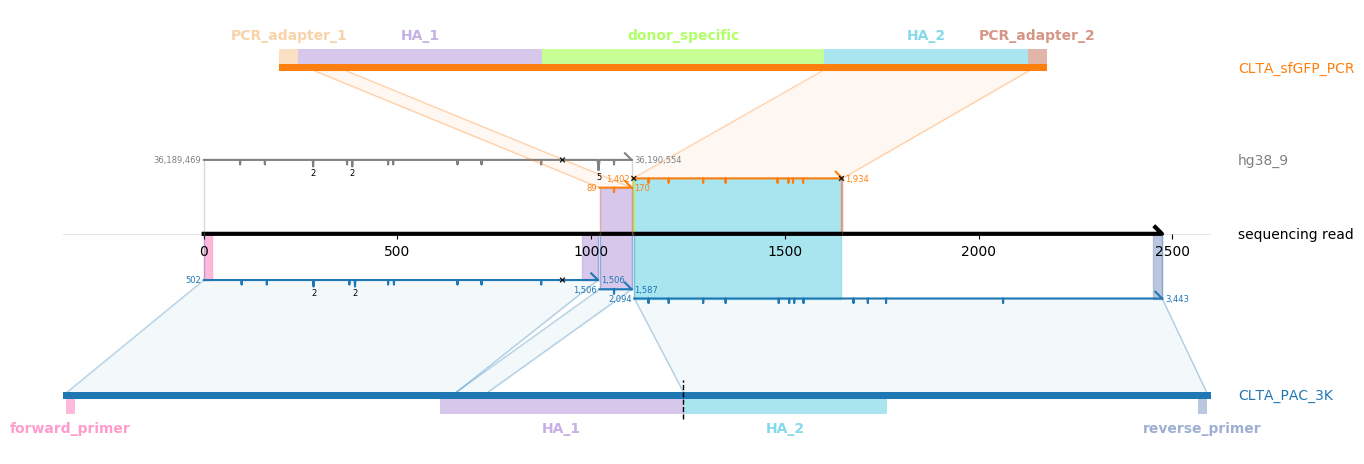 PCR_adapter_1 HA_1 donor_specific HA_2 PCR_adapter_2
CLTA_sfGFP_PCR
36,189,469 36,190,554 hg38_9
2 2 5 1,402 1,934
89 170
sequencing read
0 500 1000 1500 2000 2500
502 1,506
2 2 1,506 1,587
2,094 3,443
CLTA_PAC_3K
forward_primer HA_1 HA_2 reverse_primer